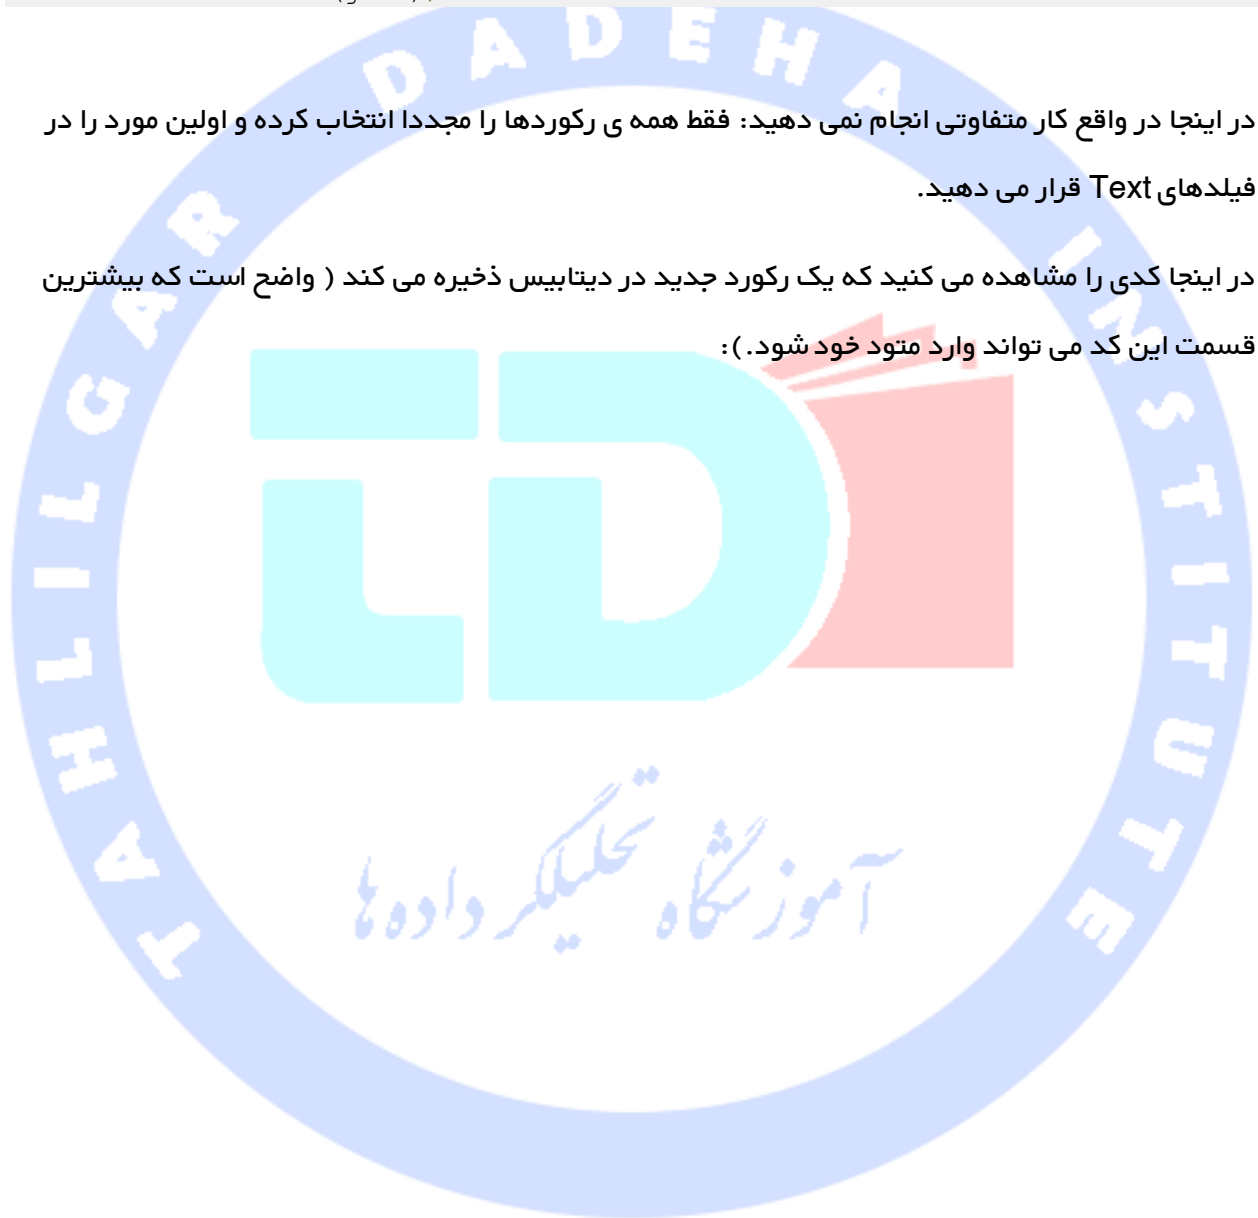 در اینجا در واقع کار متفاوتی انجام نمی دهید: فقط همه ی رکوردها را مجددا انتخاب کرده و اولین مورد را در
فیلدهای Text قرار می دهید.
در اینجا کدی را مشاهده می کنید که یک رکورد جدید در دیتابیس ذخیره می کند ( واضح است که بیشترین
قسمت این کد می تواند وارد متود خود شود.):
TAHLILGAR DADEHA INSTITUTE
آموزشگاه تحلیلگر داده ها